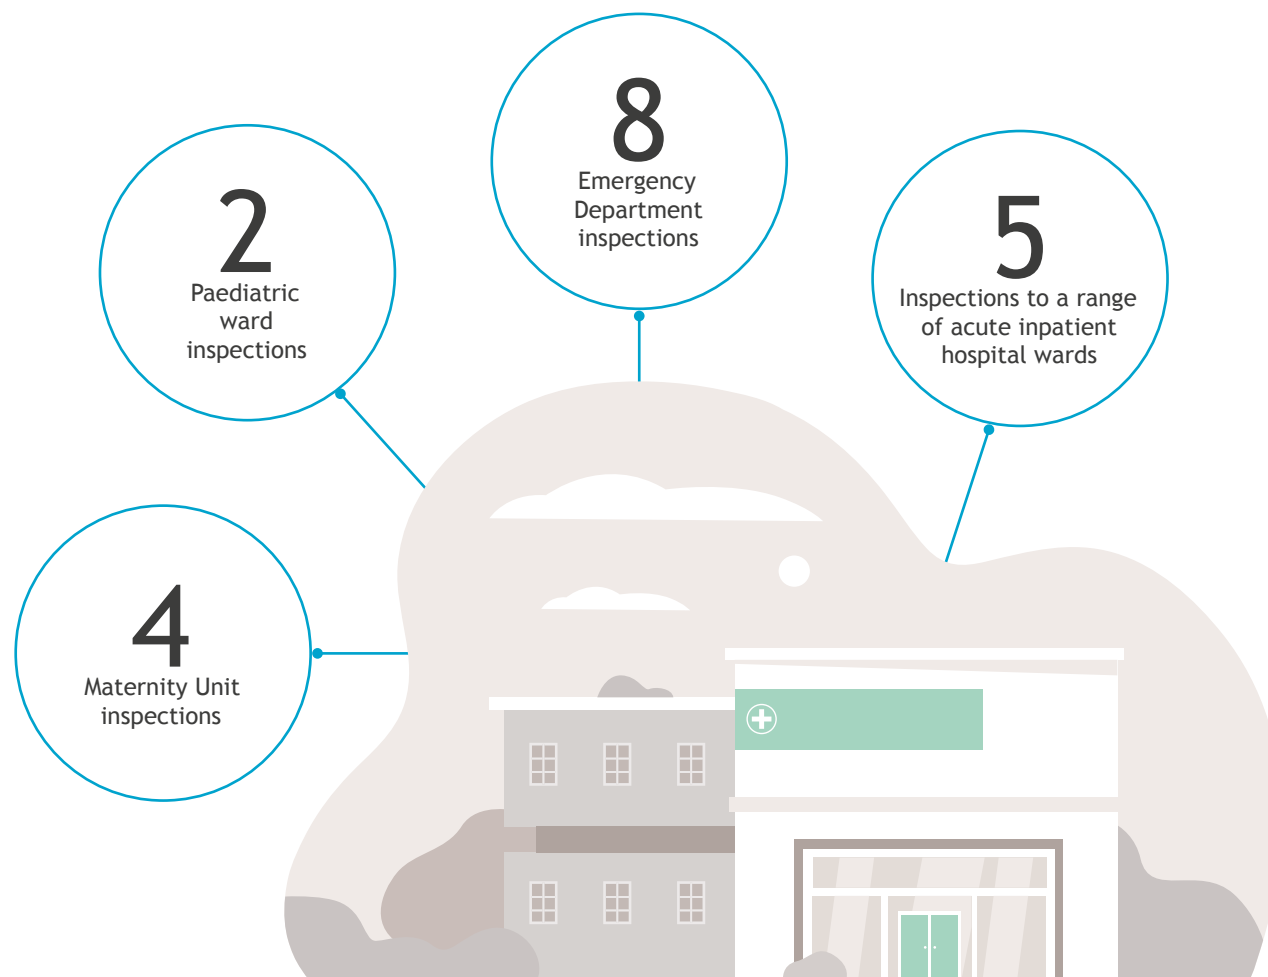 8
Emergency
Department
inspections
2
Paediatric
ward
inspections
5
Inspections to a range
of acute inpatient
hospital wards
4
Maternity Unit
inspections